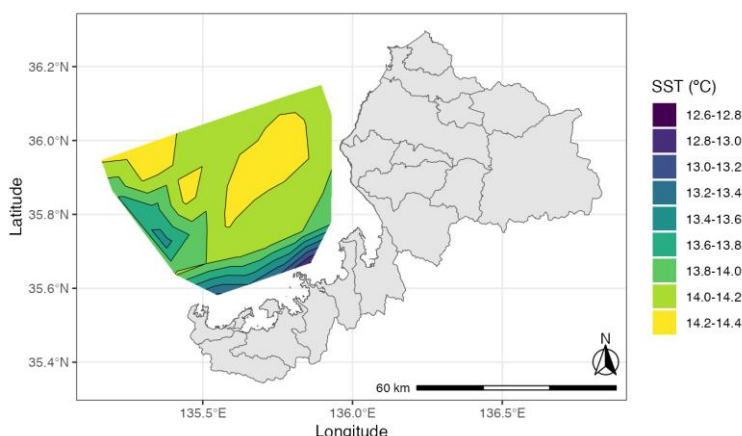 36.2°N
36.0°N
35.8°N
35.6°N
35.4°N
Latitude
135.5°E 136.0°E 136.5°E
Longitude
60 km
N
SST (°C)
12.6-12.8
12.8-13.0
13.0-13.2
13.2-13.4
13.4-13.6
13.6-13.8
13.8-14.0
14.0-14.2
14.2-14.4